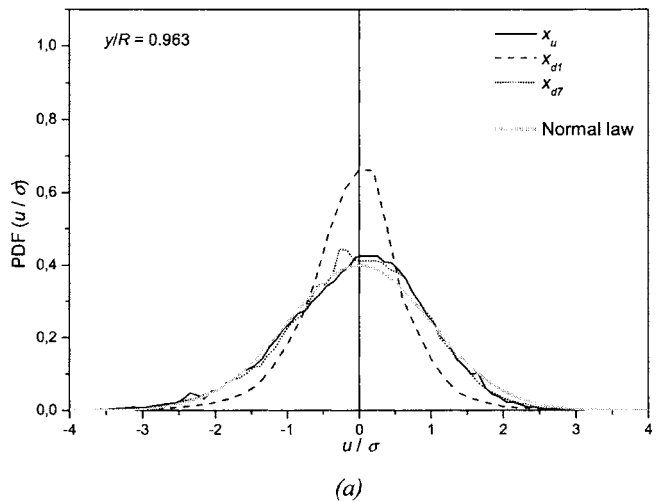 y/R = 0.963
x_u
x_d1
x_d7
Normal law
PDF (u / σ)
1,0
0,8
0,6
0,4
0,2
0,0
-4 -3 -2 -1 0 1 2 3 4
u / σ
(a)